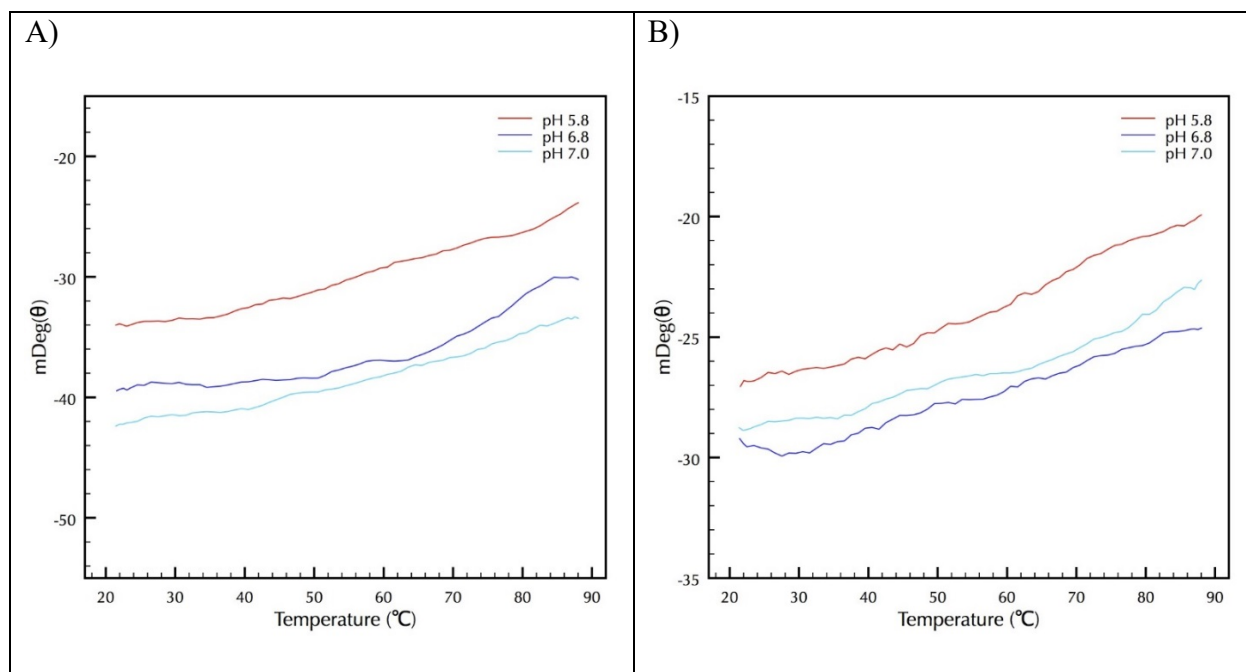 A)
pH 5.8
pH 6.8
pH 7.0
-20
-30
-40
-50
mDeg(θ)
20 30 40 50 60 70 80 90
Temperature (℃)
B)
pH 5.8
pH 6.8
pH 7.0
-15
-20
-25
-30
-35
mDeg(θ)
20 30 40 50 60 70 80 90
Temperature (℃)